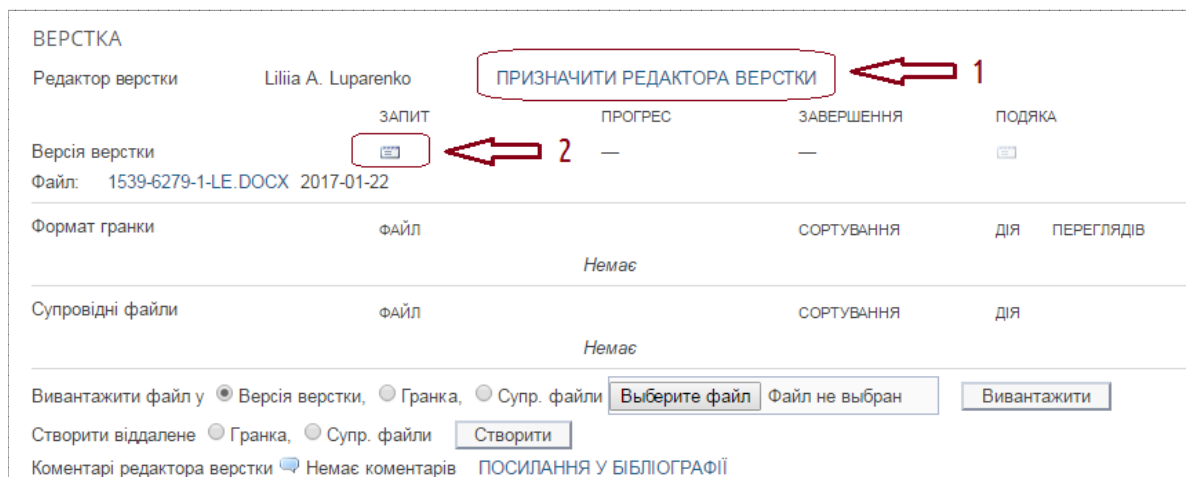 ВЕРСТКА
Редактор верстки Liliia A. Luparenko ПРИЗНАЧИТИ РЕДАКТОРА ВЕРСТКИ 1
ЗАПИТ ПРОГРЕС ЗАВЕРШЕННЯ ПОДЯКА
Версія верстки 2 — —
Файл: 1539-6279-1-LE.DOCX 2017-01-22
Формат гранки ФАЙЛ СОРТУВАННЯ ДІЯ ПЕРЕГЛЯДІВ
Немає
Супровідні файли ФАЙЛ СОРТУВАННЯ ДІЯ
Немає
Вивантажити файл у Версія верстки, Гранка, Супр. файли Выберите файл Файл не выбран Вивантажити
Створити віддалене Гранка, Супр. файли Створити
Коментарі редактора верстки Немає коментарів ПОСИЛАННЯ У БІБЛІОГРАФІЇ